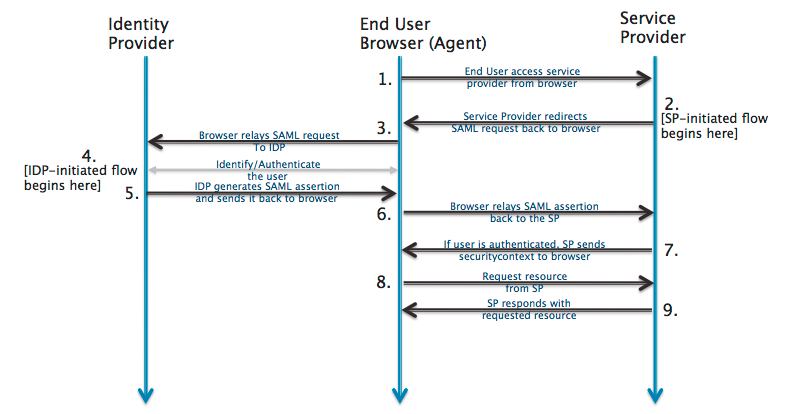 Identity
Provider
End User
Browser (Agent)
Service
Provider
1.
End User access service
provider from browser
2.
[SP-initiated flow
begins here]
Service Provider redirects
SAML request back to browser
3.
Browser relays SAML request
To IDP
4.
[IDP-initiated flow
begins here]
Identify/Authenticate
the user
5.
IDP generates SAML assertion
and sends it back to browser
6.
Browser relays SAML assertion
back to the SP
7.
If user is authenticated, SP sends
securitycontext to browser
8.
Request resource
from SP
9.
SP responds with
requested resource